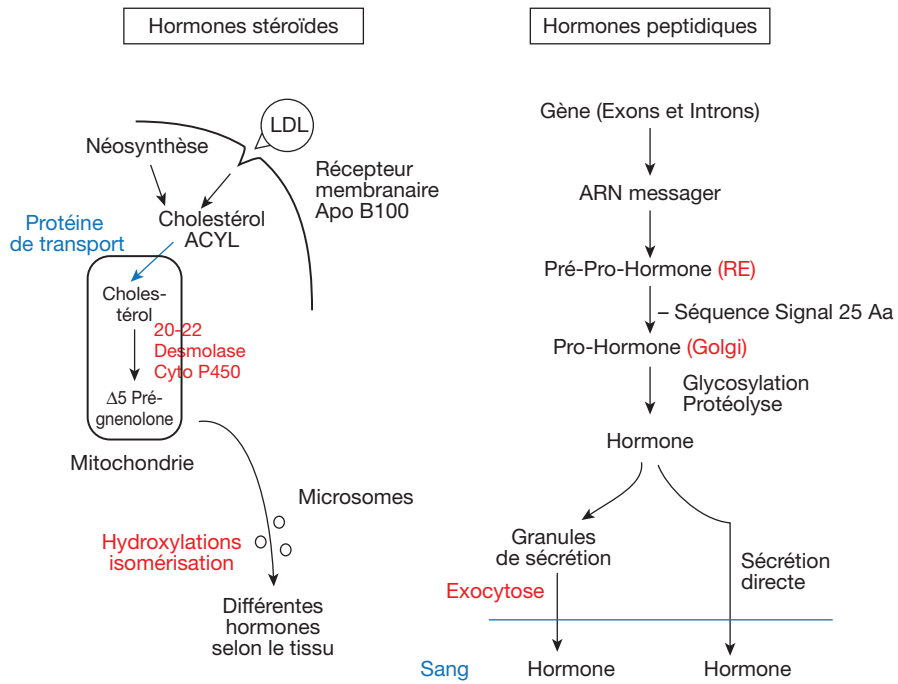 Hormones stéroïdes
LDL
Néosynthèse
Récepteur
membranaire
Apo B100
Cholestérol
ACYL
Protéine
de transport
Choles-
térol
20-22
Desmolase
Cyto P450
Δ5 Pré-
gnenolone
Mitochondrie
Microsomes
Hydroxylations
isomérisation
Différentes
hormones
selon le tissu
Hormones peptidiques
Gène (Exons et Introns)
ARN messager
Pré-Pro-Hormone (RE)
– Séquence Signal 25 Aa
Pro-Hormone (Golgi)
Glycosylation
Protéolyse
Hormone
Granules
de sécrétion
Sécrétion
directe
Exocytose
Sang
Hormone
Hormone